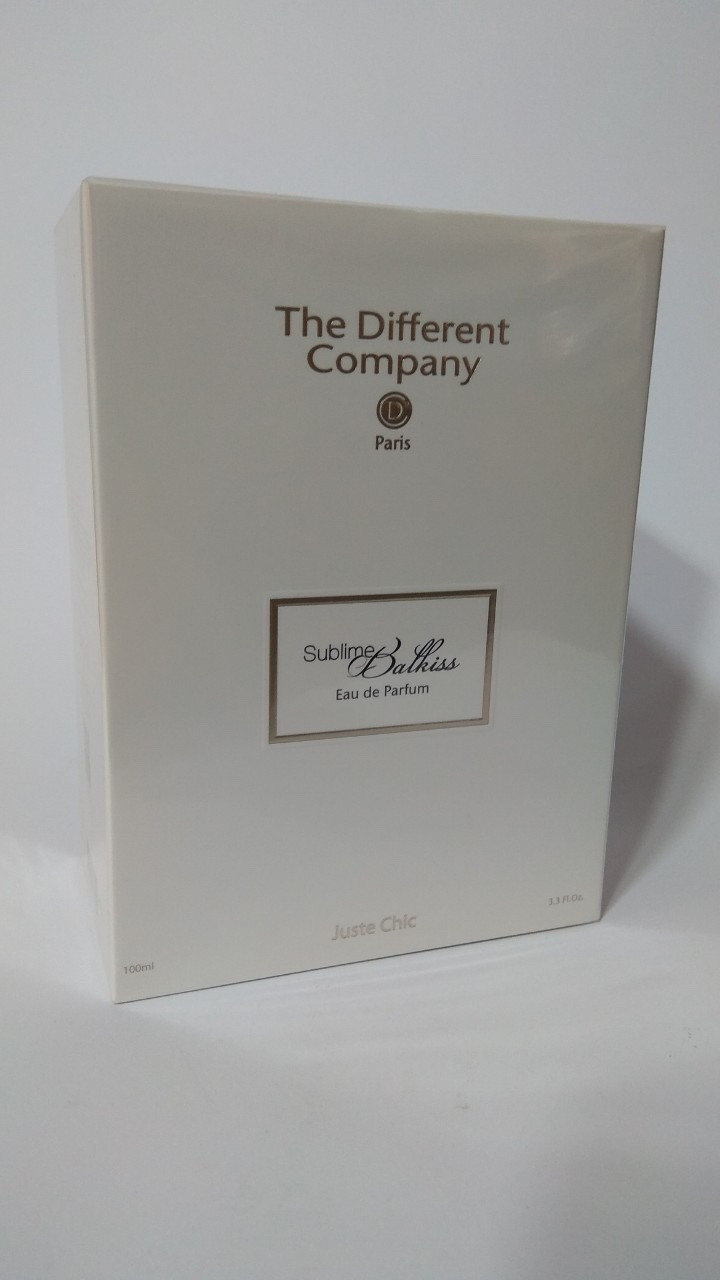 The Different
Company
D
Paris
Sublime Balkiss
Eau de Parfum
3.3 Fl.Oz.
Juste Chic
100ml